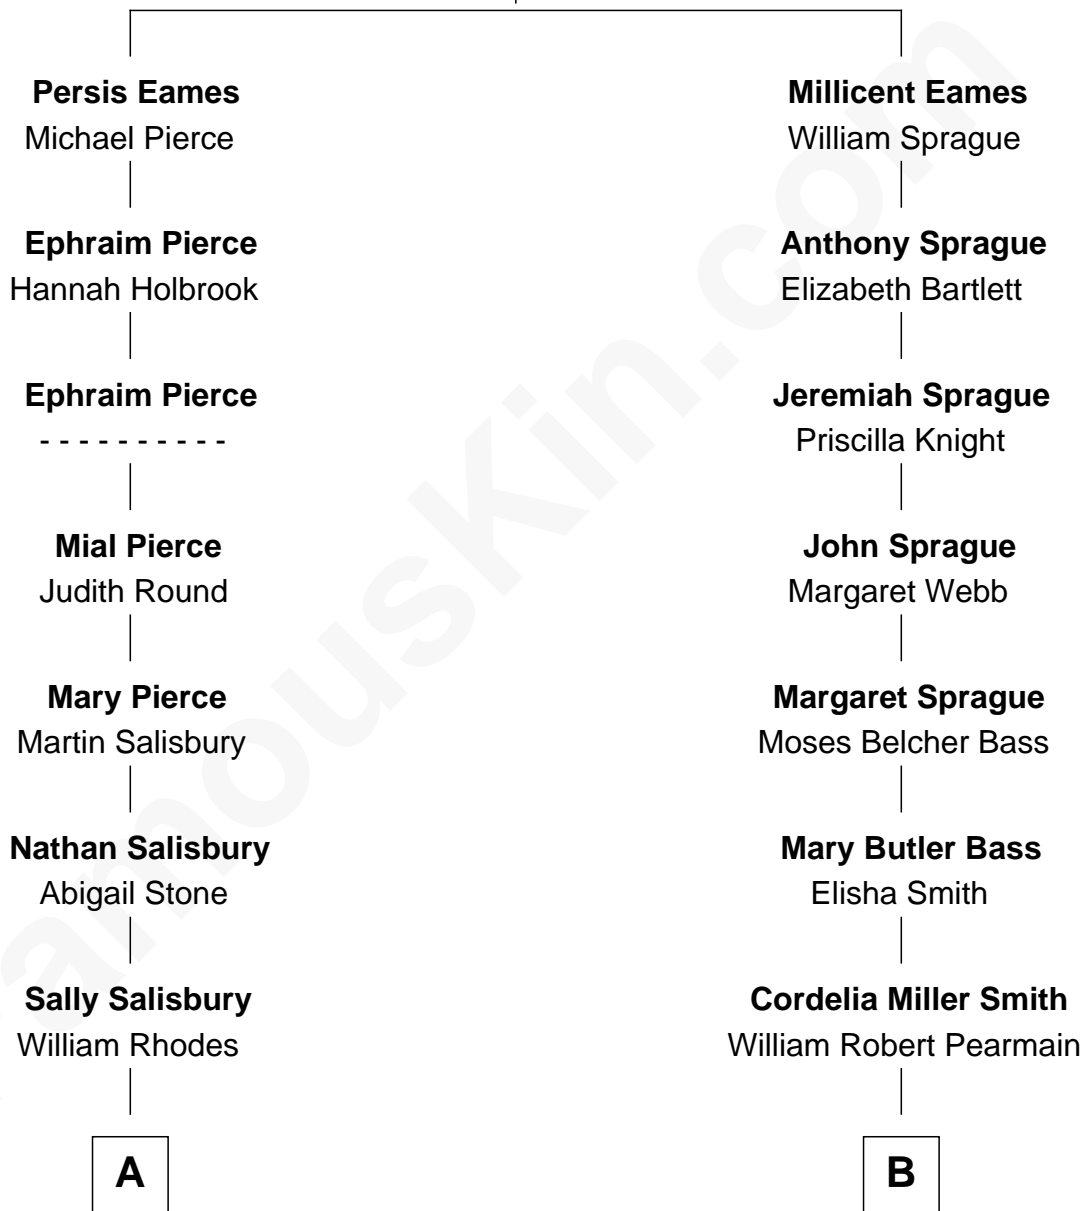 Persis Eames
Michael Pierce
Ephraim Pierce
Hannah Holbrook
Ephraim Pierce
- - - - - - - - - -
Mial Pierce
Judith Round
Mary Pierce
Martin Salisbury
Nathan Salisbury
Abigail Stone
Sally Salisbury
William Rhodes
A
Millicent Eames
William Sprague
Anthony Sprague
Elizabeth Bartlett
Jeremiah Sprague
Priscilla Knight
John Sprague
Margaret Webb
Margaret Sprague
Moses Belcher Bass
Mary Butler Bass
Elisha Smith
Cordelia Miller Smith
William Robert Pearmain
B
amouskin.com